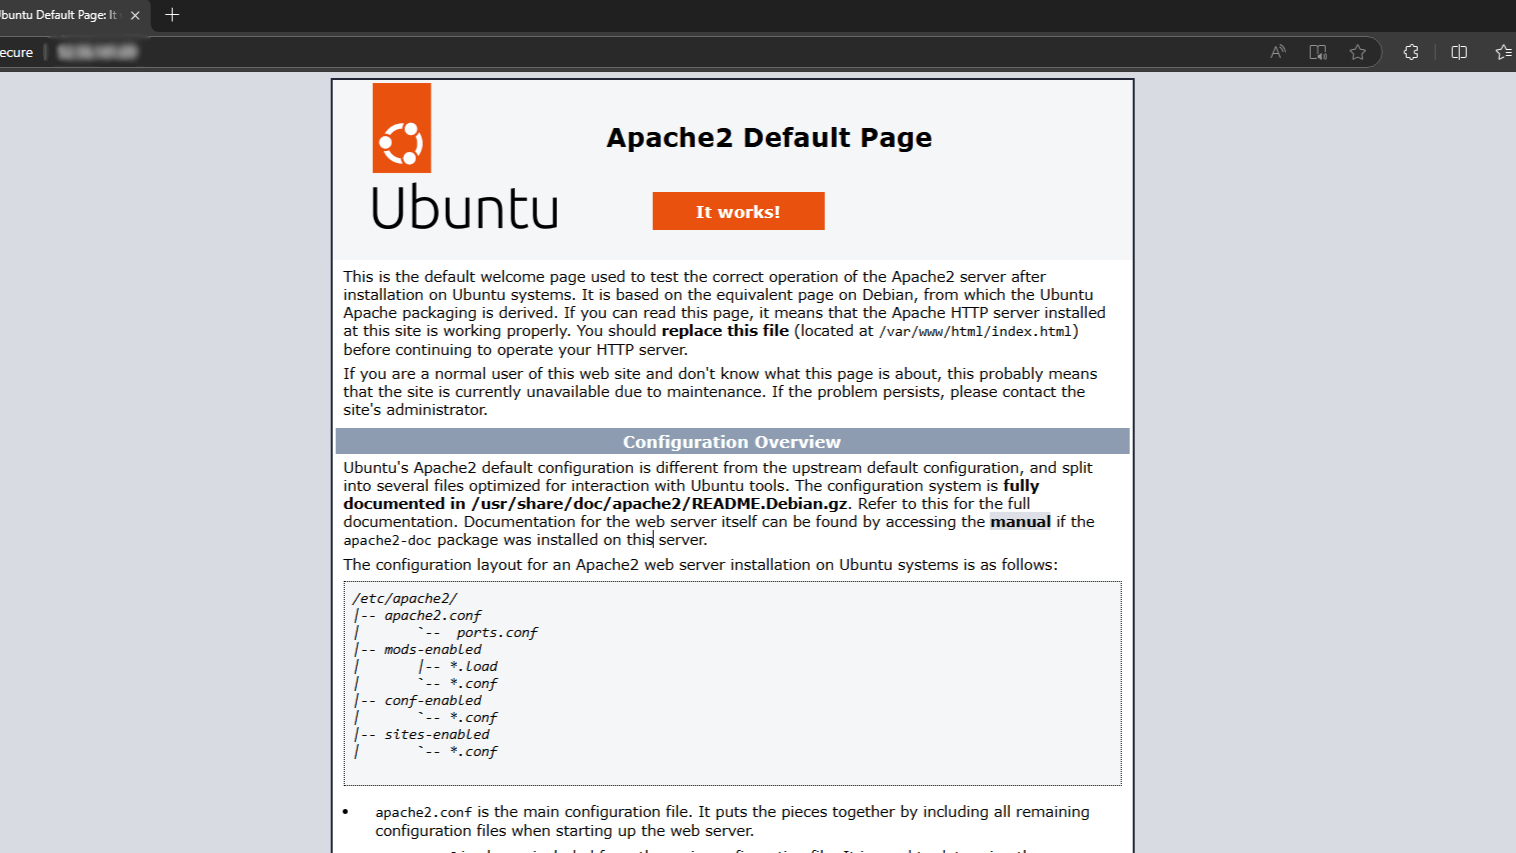 buntu Default Page: It
ecure
Apache2 Default Page
Ubuntu
It works!
This is the default welcome page used to test the correct operation of the Apache2 server after
installation on Ubuntu systems. It is based on the equivalent page on Debian, from which the Ubuntu
Apache packaging is derived. If you can read this page, it means that the Apache HTTP server installed
at this site is working properly. You should replace this file (located at /var/www/html/index.html)
before continuing to operate your HTTP server.
If you are a normal user of this web site and don't know what this page is about, this probably means
that the site is currently unavailable due to maintenance. If the problem persists, please contact the
site's administrator.
Configuration Overview
Ubuntu's Apache2 default configuration is different from the upstream default configuration, and split
into several files optimized for interaction with Ubuntu tools. The configuration system is fully
documented in /usr/share/doc/apache2/README.Debian.gz. Refer to this for the full
documentation. Documentation for the web server itself can be found by accessing the manual if the
apache2-doc package was installed on this server.
The configuration layout for an Apache2 web server installation on Ubuntu systems is as follows:
/etc/apache2/
|-- apache2.conf
|       `--  ports.conf
|-- mods-enabled
|       |-- *.load
|       `-- *.conf
|-- conf-enabled
|       `-- *.conf
|-- sites-enabled
|       `-- *.conf
• apache2.conf is the main configuration file. It puts the pieces together by including all remaining
configuration files when starting up the web server.